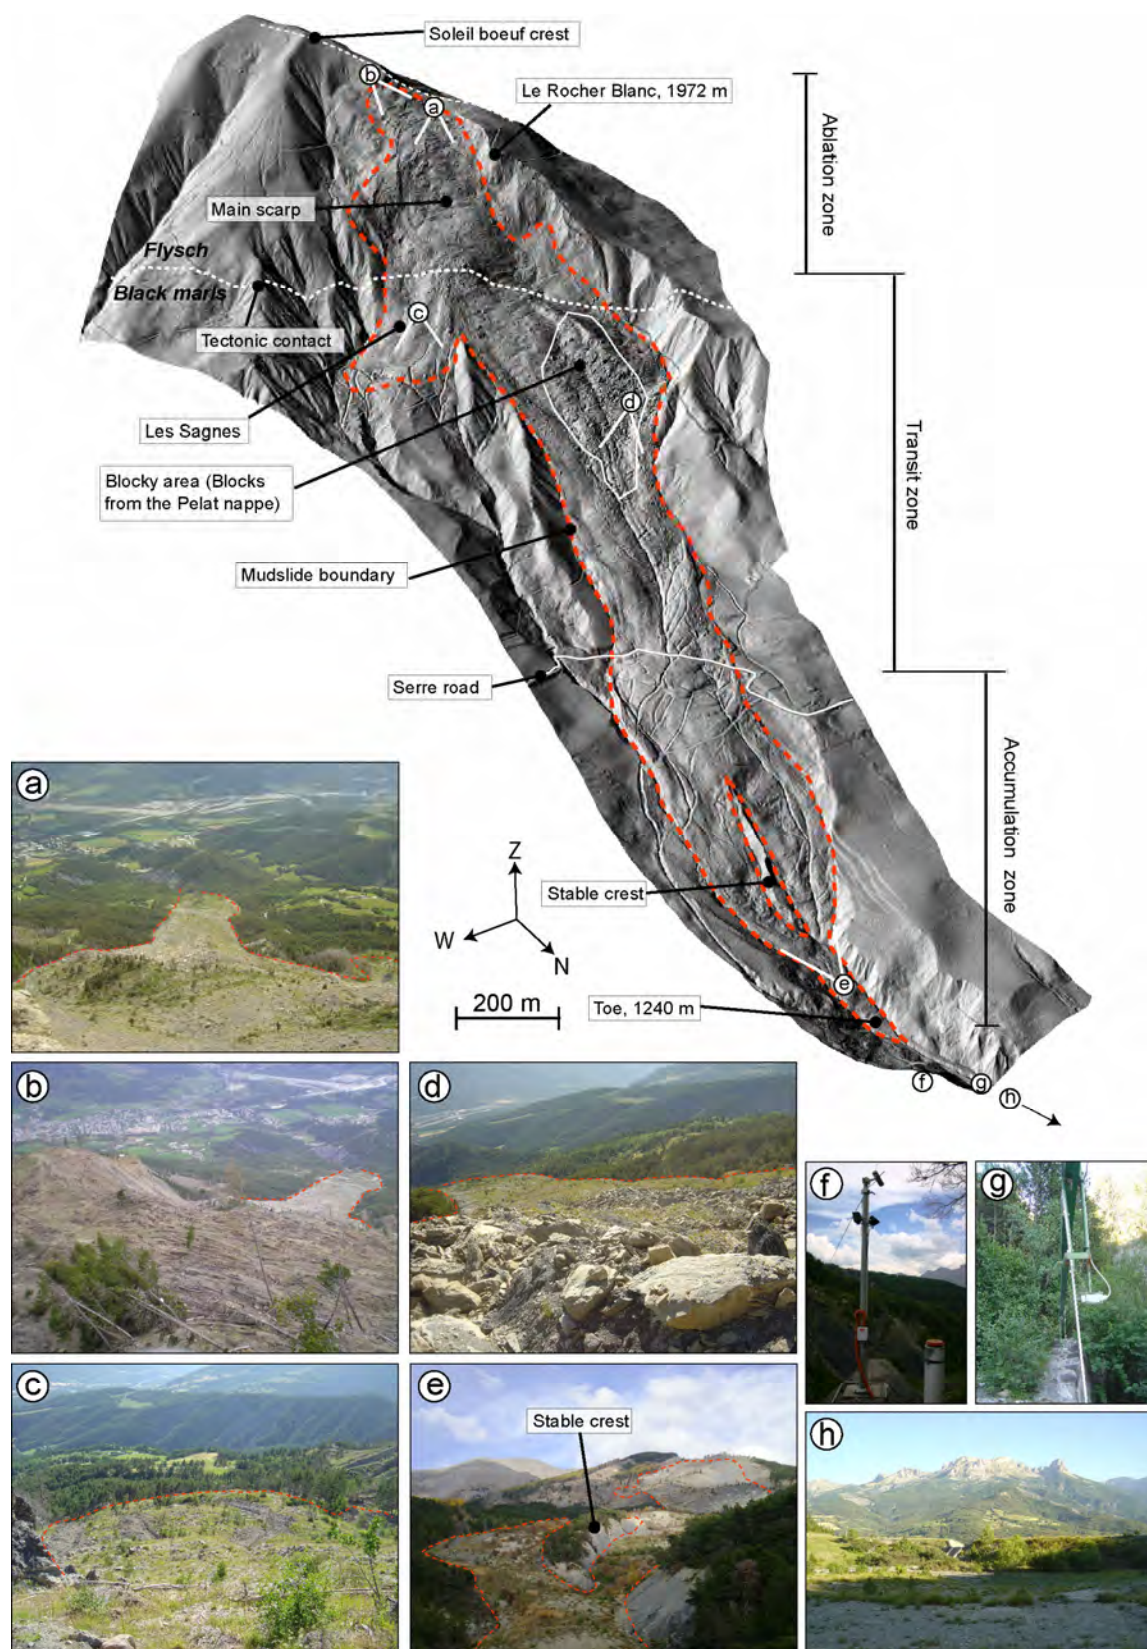 Soleil boeuf crest
b
a
Le Rocher Blanc, 1972 m
Ablation zone
Main scarp
Flysch
Black marls
c
Tectonic contact
d
Les Sagnes
Transit zone
Blocky area (Blocks
from the Pelat nappe)
Mudslide boundary
Serre road
Accumulation zone
a
Z
W
N
Stable crest
200 m
e
Toe, 1240 m
f
g
h
b
d
f
g
c
e
Stable crest
h